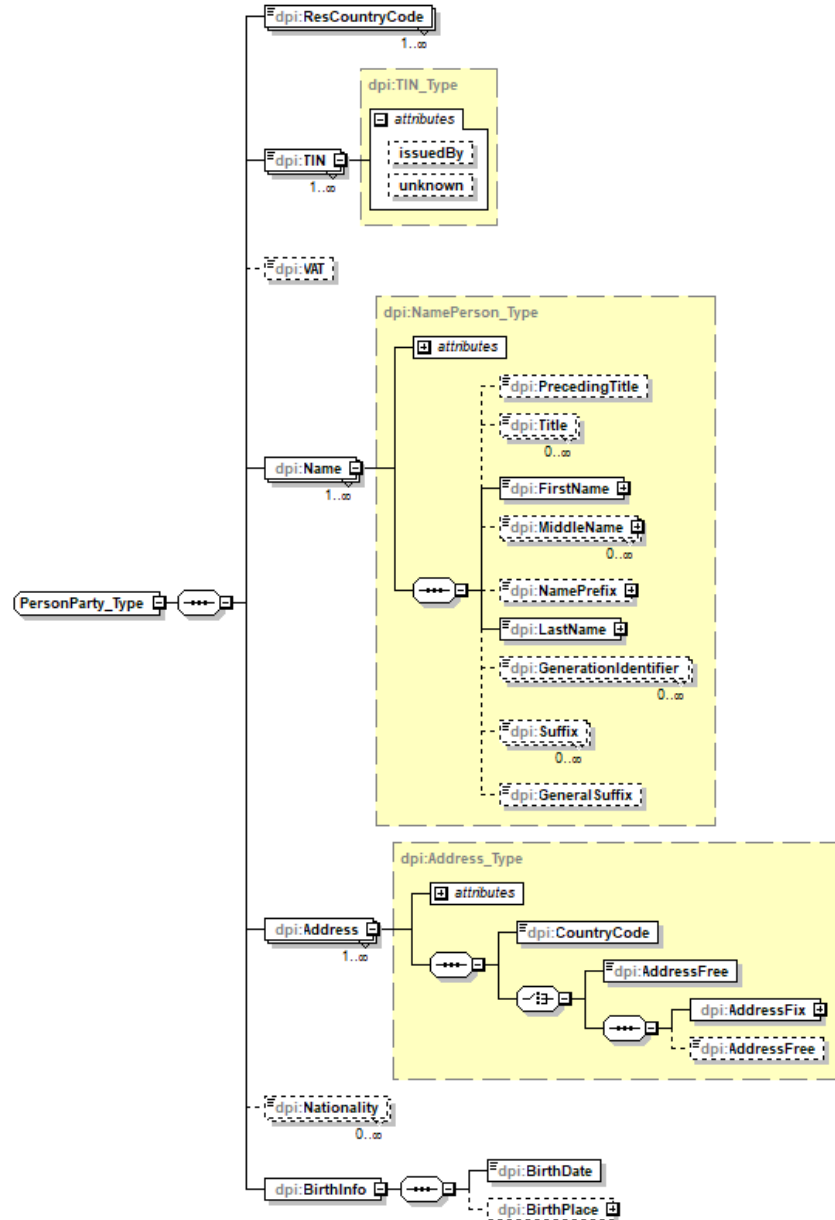 dpi:ResCountryCode
1..∞
dpi:TIN_Type
attributes
issuedBy
dpi:TIN
unknown
1..∞
dpi:VAT
dpi:NamePerson_Type
attributes
dpi:PrecedingTitle
dpi:Title
0..∞
dpi:Name
1..∞
dpi:FirstName
dpi:MiddleName
0..∞
dpi:NamePrefix
PersonParty_Type
dpi:LastName
dpi:GenerationIdentifier
0..∞
dpi:Suffix
0..∞
dpi:GeneralSuffix
dpi:Address_Type
attributes
dpi:Address
1..∞
dpi:CountryCode
dpi:AddressFree
dpi:AddressFix
dpi:AddressFree
dpi:Nationality
0..∞
dpi:BirthInfo
dpi:BirthDate
dpi:BirthPlace